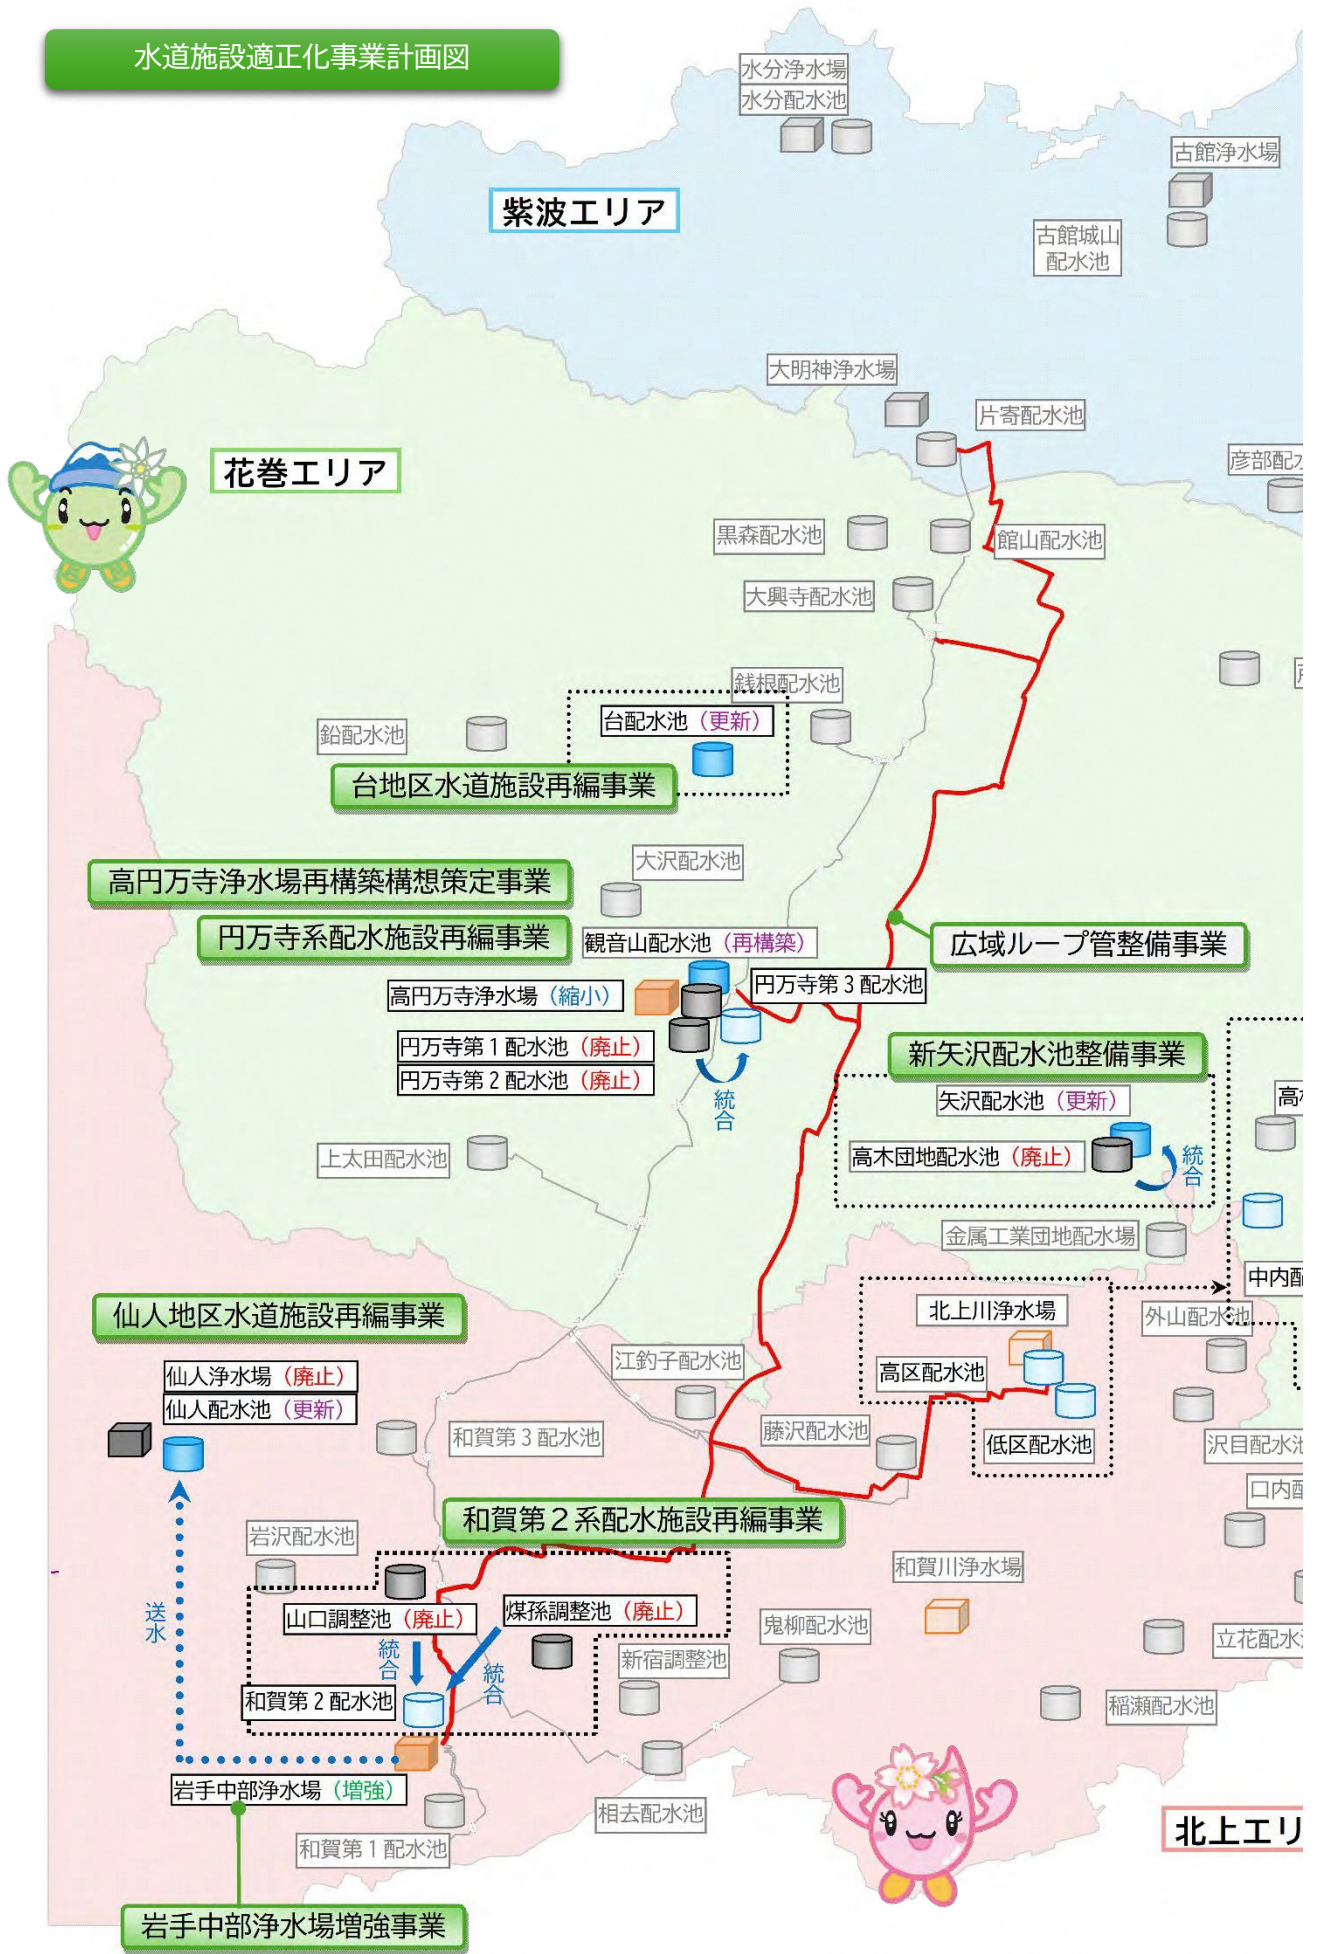 水道施設適正化事業計画図
水分浄水場
水分配水池
古館浄水場
紫波エリア
古館城山
配水池
大明神浄水場
片寄配水池
花巻エリア
彦部配水
黒森配水池
館山配水池
大興寺配水池
銭根配水池
台配水池（更新）
鉛配水池
台地区水道施設再編事業
大沢配水池
高円万寺浄水場再構築構想策定事業
円万寺系配水施設再編事業
観音山配水池（再構築）
広域ループ管整備事業
円万寺第３配水池
高円万寺浄水場（縮小）
円万寺第１配水池（廃止）
円万寺第２配水池（廃止）
統合
新矢沢配水池整備事業
矢沢配水池（更新）
高木団地配水池（廃止）
統合
上太田配水池
金属工業団地配水場
中内配
仙人地区水道施設再編事業
北上川浄水場
外山配水池
仙人浄水場（廃止）
仙人配水池（更新）
江釣子配水池
高区配水池
和賀第３配水池
藤沢配水池
低区配水池
沢目配水池
口内配
和賀第２系配水施設再編事業
岩沢配水池
和賀川浄水場
送水
山口調整池（廃止）
煤孫調整池（廃止）
鬼柳配水池
立花配水池
統合
統合
新宿調整池
和賀第２配水池
稲瀬配水池
岩手中部浄水場（増強）
相去配水池
北上エリ
和賀第１配水池
岩手中部浄水場増強事業